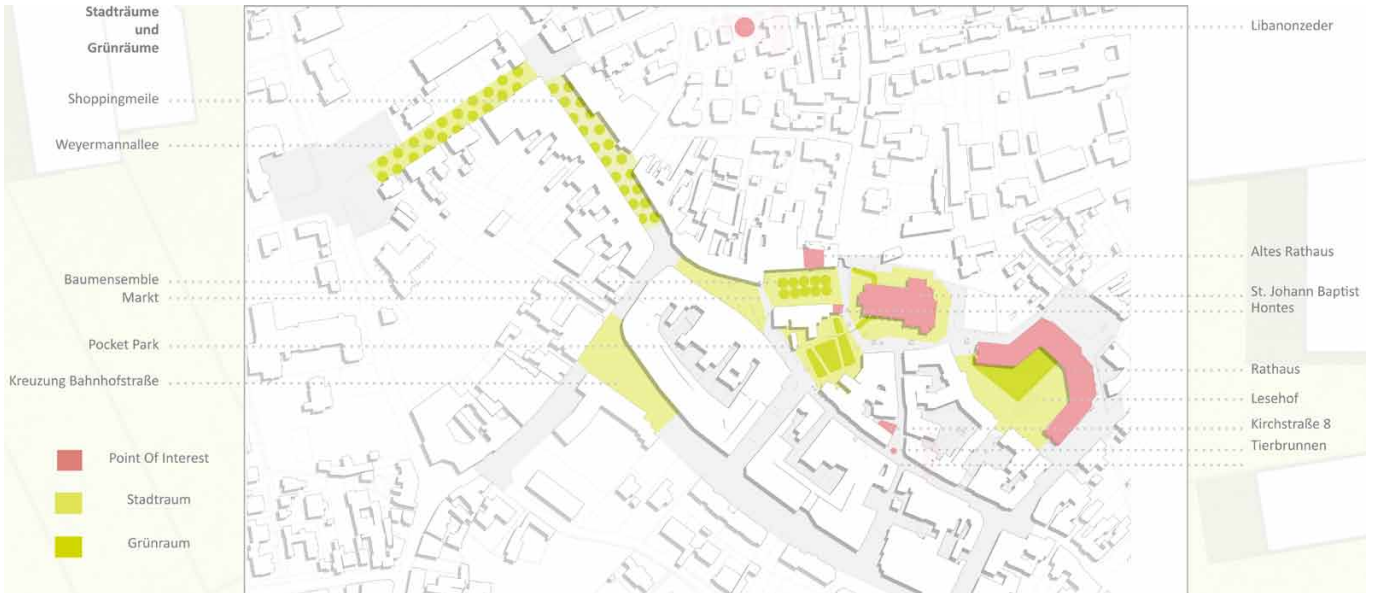 Stadträume
und
Grünräume
Shoppingmeile
Weyermannallee
Baumensemble
Markt
Pocket Park
Kreuzung Bahnhofstraße
Point Of Interest
Stadtraum
Grünraum
Libanonzeder
Altes Rathaus
St. Johann Baptist
Hontes
Rathaus
Lesehof
Kirchstraße 8
Tierbrunnen